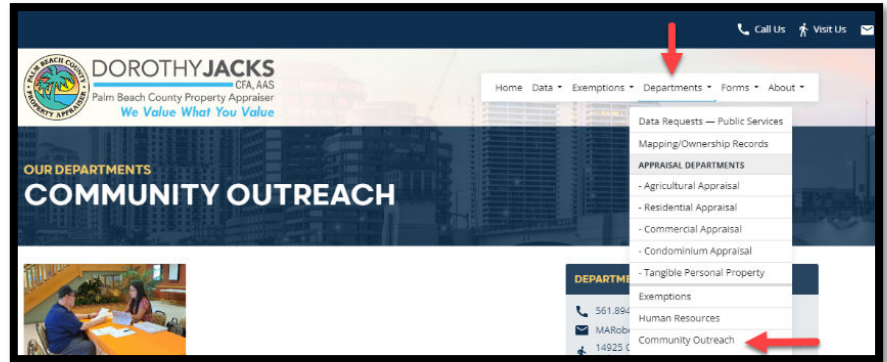 Call Us Visit Us
PALM BEACH COUNTY
PROPERTY APPRAISER
DOROTHYJACKS
CFA, AAS
Palm Beach County Property Appraiser
We Value What You Value
Home Data Exemptions Departments Forms About
Data Requests — Public Services
Mapping/Ownership Records
APPRAISAL DEPARTMENTS
- Agricultural Appraisal
- Residential Appraisal
- Commercial Appraisal
- Condominium Appraisal
- Tangible Personal Property
Exemptions
Human Resources
Community Outreach
OUR DEPARTMENTS
COMMUNITY OUTREACH
DEPARTME
561.894
MARobe
14925 C